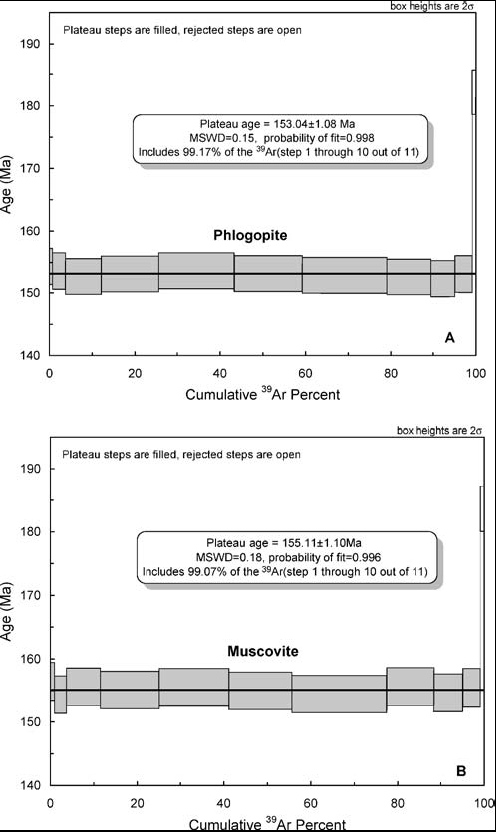 box heights are 2σ
190
Plateau steps are filled, rejected steps are open
180
Plateau age = 153.04±1.08 Ma
MSWD=0.15, probability of fit=0.998
Includes 99.17% of the ³⁹Ar(step 1 through 10 out of 11)
170
Age (Ma)
160
Phlogopite
150
A
140
0 20 40 60 80 100
Cumulative ³⁹Ar Percent
box heights are 2σ
190
Plateau steps are filled, rejected steps are open
180
Plateau age = 155.11±1.10Ma
MSWD=0.18, probability of fit=0.996
Includes 99.07% of the ³⁹Ar(step 1 through 10 out of 11)
170
Age (Ma)
160
Muscovite
150
B
140
0 20 40 60 80 100
Cumulative ³⁹Ar Percent